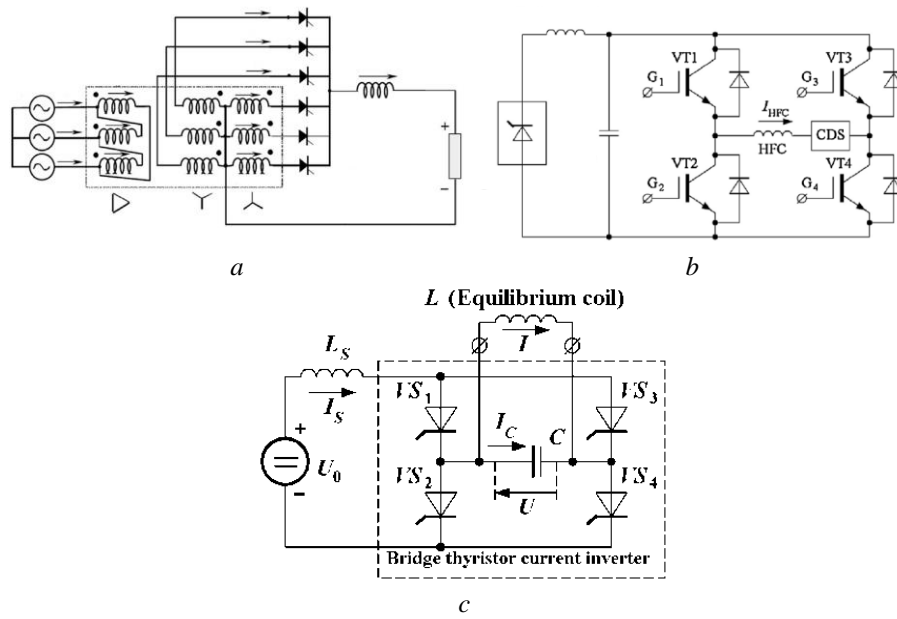 +
−
a
VT1
VT3
G1
G3
IHFC
HFC
CDS
VT2
VT4
G2
G4
b
L (Equilibrium coil)
I
LS
IS
VS1
VS3
IC
C
+
U0
-
VS2
VS4
U
Bridge thyristor current inverter
c